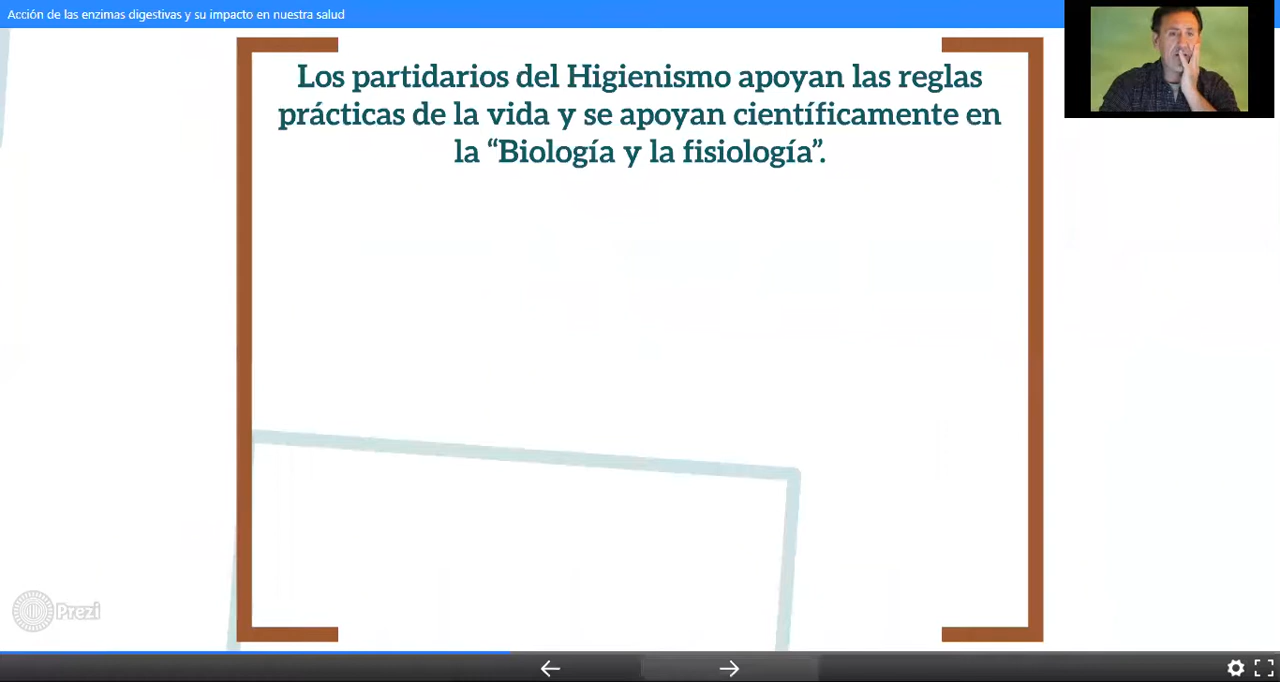 Acción de las enzimas digestivas y su impacto en nuestra salud
Los partidarios del Higienismo apoyan las reglas
prácticas de la vida y se apoyan científicamente en
la “Biología y la fisiología”.
Prezi